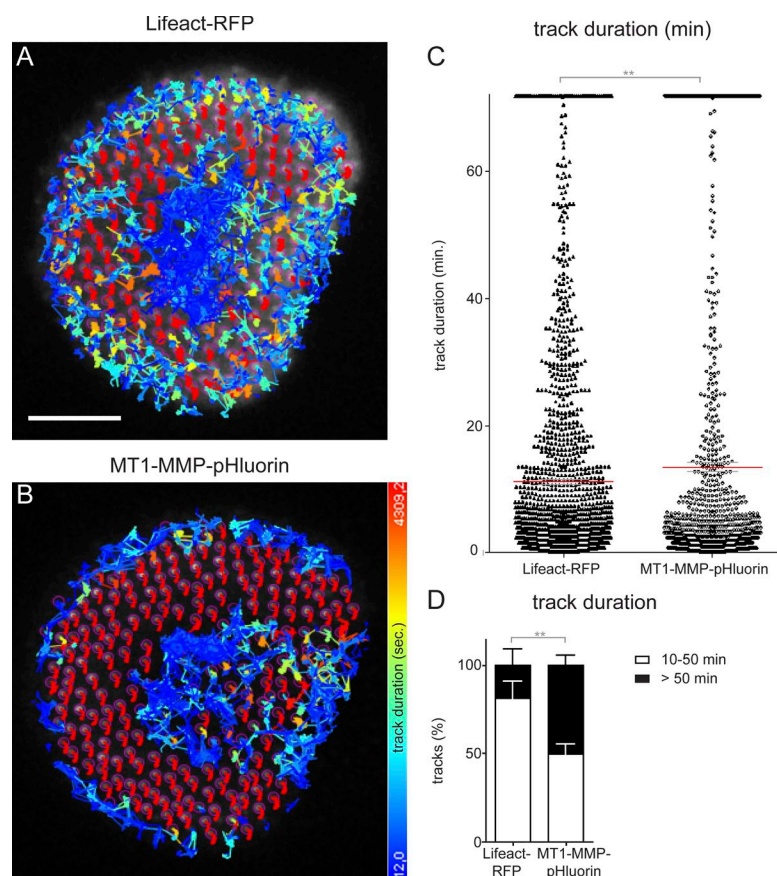 Lifeact-RFP
A
MT1-MMP-pHluorin
B
4309,2
track duration (sec.)
12,0
track duration (min)
C
**
60
40
20
0
track duration (min.)
Lifeact-RFP
MT1-MMP-pHluorin
D
track duration
**
10-50 min
> 50 min
100
50
0
tracks (%)
Lifeact-
RFP
MT1-MMP-
pHluorin